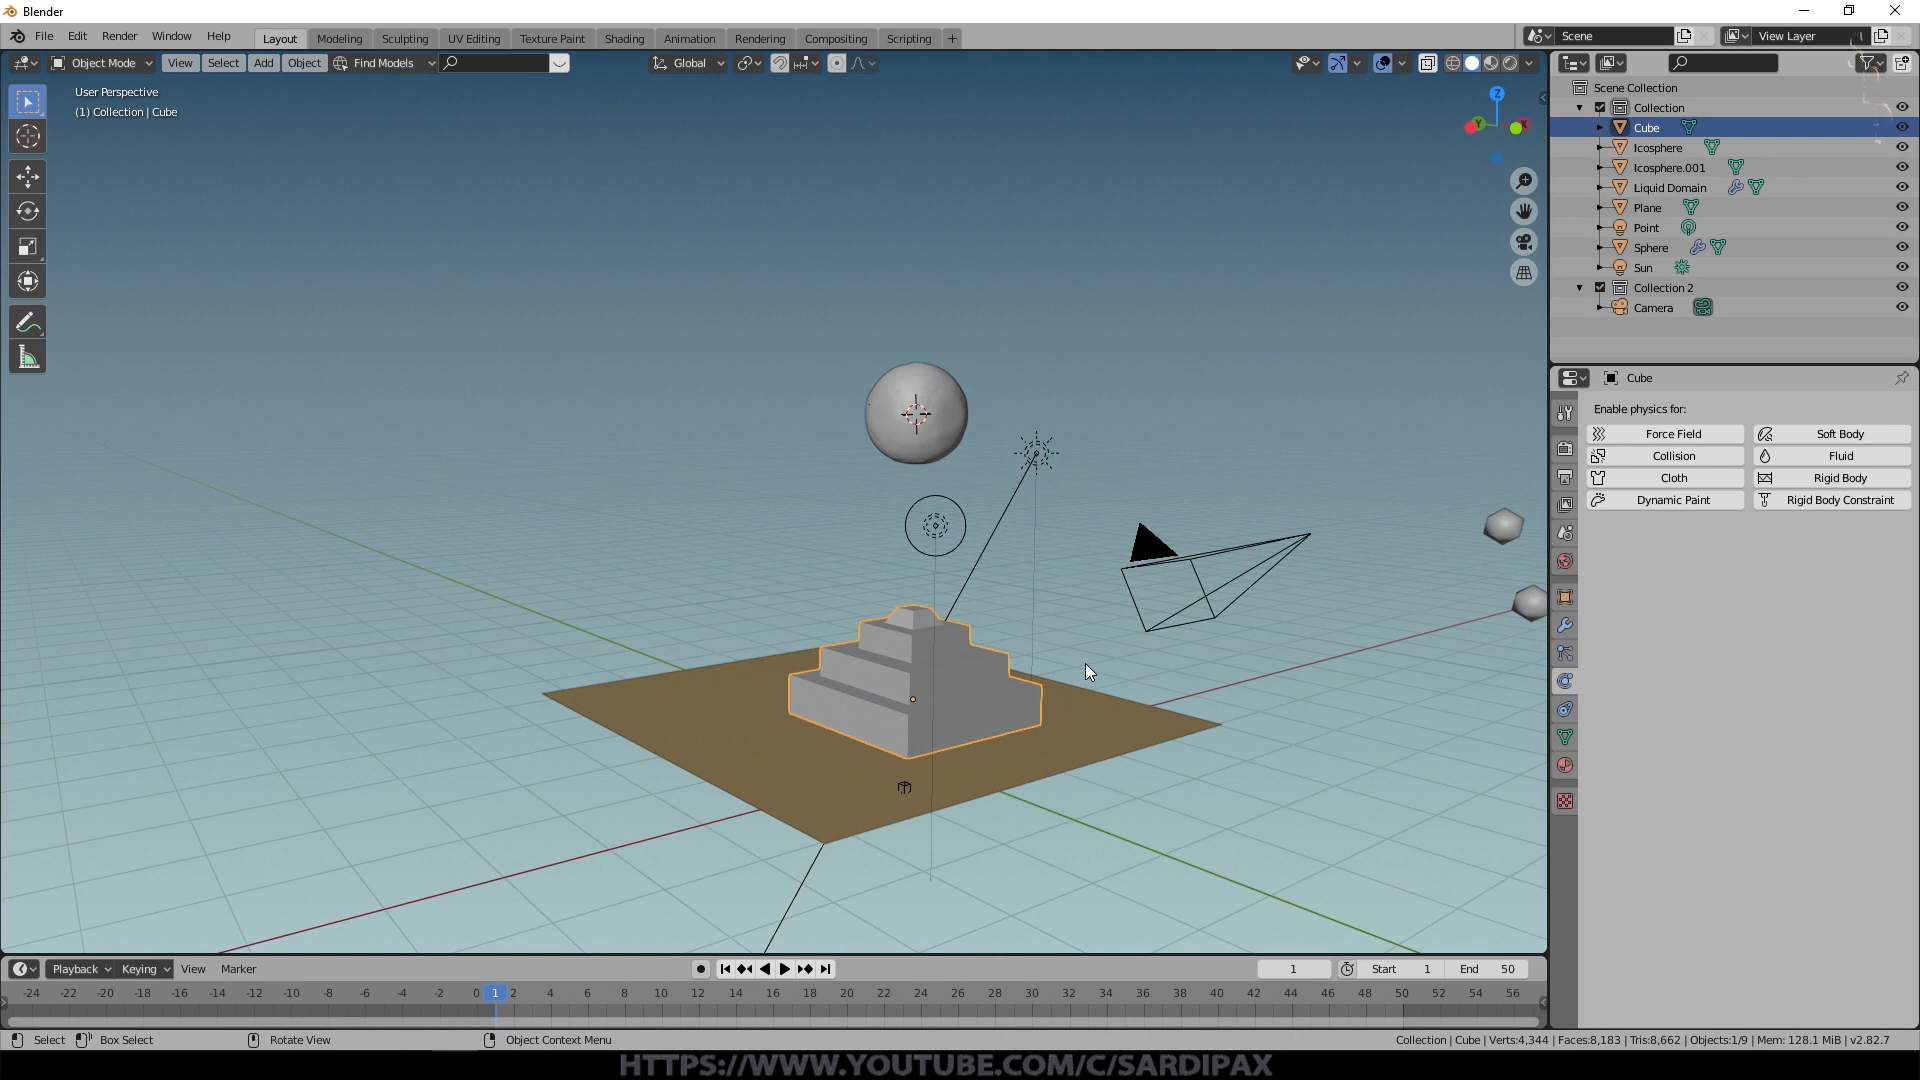 Blender
File Edit Render Window Help
Layout Modeling Sculpting UV Editing Texture Paint Shading Animation Rendering Compositing Scripting +
Scene View Layer
Object Mode View Select Add Object Find Models Global
User Perspective
(1) Collection | Cube
Z
Y
X
Scene Collection
Collection
Cube
Icosphere
Icosphere.001
Liquid Domain
Plane
Point
Sphere
Sun
Collection 2
Camera
Cube
Enable physics for:
Force Field Soft Body
Collision Fluid
Cloth Rigid Body
Dynamic Paint Rigid Body Constraint
Playback Keying View Marker
1 Start 1 End 50
-24 -22 -20 -18 -16 -14 -12 -10 -8 -6 -4 -2 0 1 2 4 6 8 10 12 14 16 18 20 22 24 26 28 30 32 34 36 38 40 42 44 46 48 50 52 54 56
Select Box Select Rotate View Object Context Menu
Collection | Cube | Verts:4,344 | Faces:8,183 | Tris:8,662 | Objects:1/9 | Mem: 128.1 MiB | v2.82.7
HTTPS://WWW.YOUTUBE.COM/C/SARDIPAX